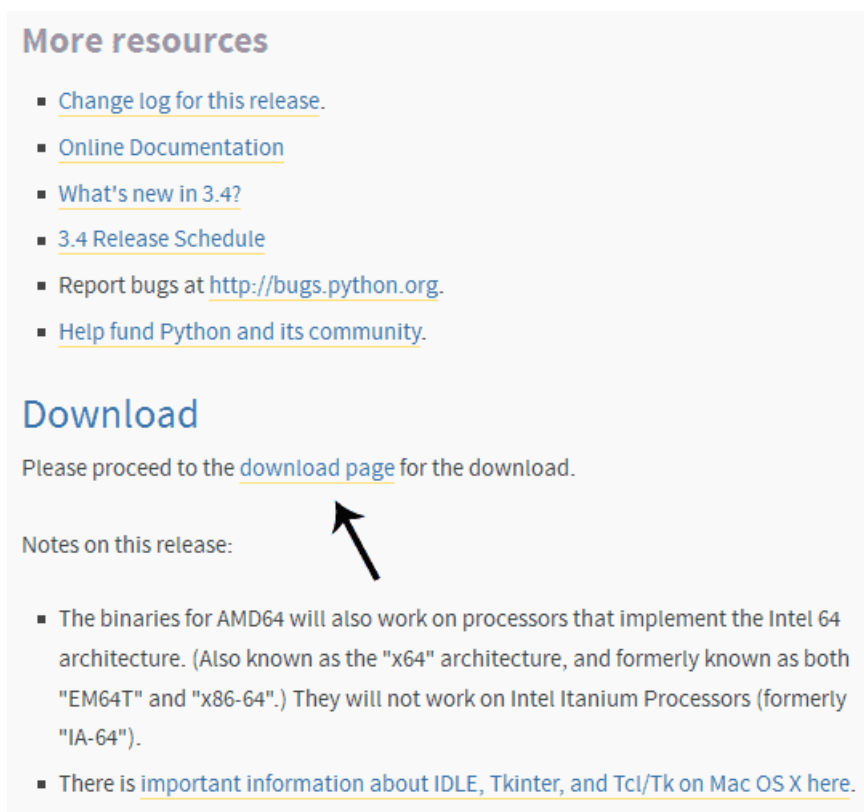 More resources
Change log for this release.
Online Documentation
What's new in 3.4?
3.4 Release Schedule
Report bugs at http://bugs.python.org.
Help fund Python and its community.
Download
Please proceed to the download page for the download.
Notes on this release:
The binaries for AMD64 will also work on processors that implement the Intel 64
architecture. (Also known as the "x64" architecture, and formerly known as both
"EM64T" and "x86-64".) They will not work on Intel Itanium Processors (formerly
"IA-64").
There is important information about IDLE, Tkinter, and Tcl/Tk on Mac OS X here.